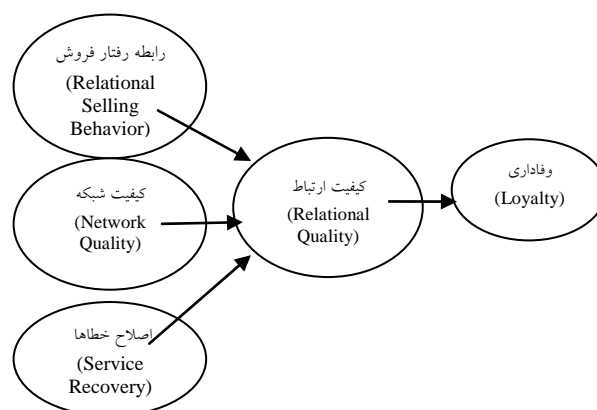 رابطه رفتار فروش
(Relational
Selling
Behavior)
کیفیت شبکه
(Network
Quality)
اصلاح خطاها
(Service
Recovery)
کیفیت ارتباط
(Relational
Quality)
وفاداری
(Loyalty)